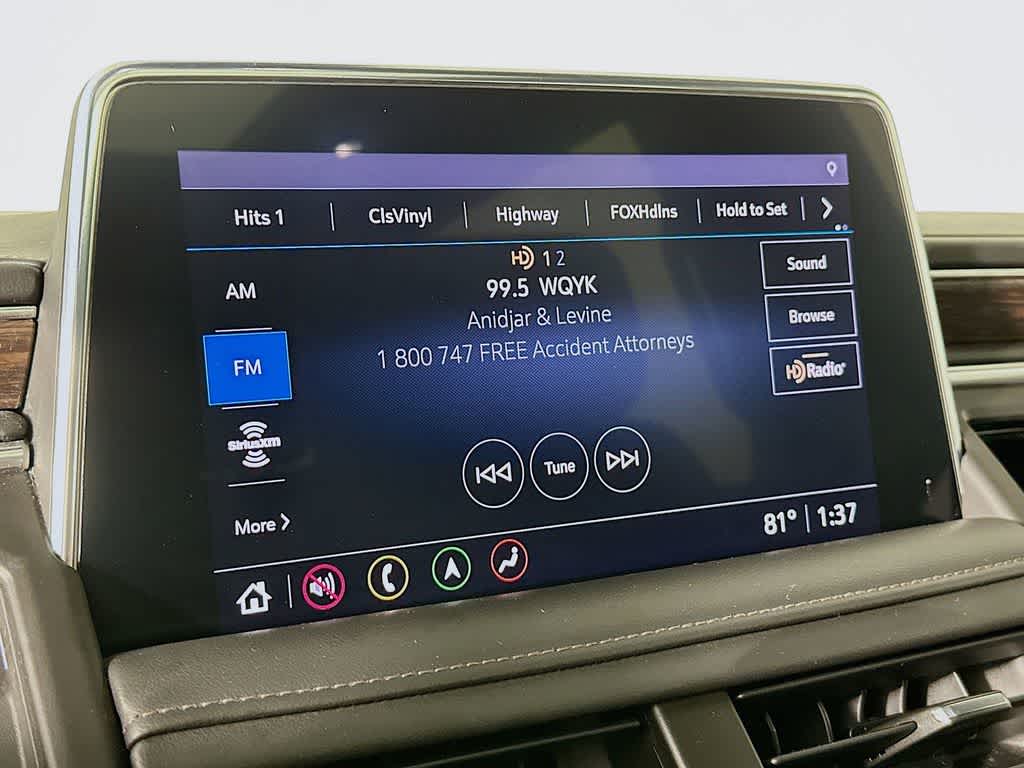 Hits 1 ClsVinyl Highway FOXHdlns Hold to Set
HD 1 2
AM
99.5 WQYK
Sound
Anidjar & Levine
Browse
1 800 747 FREE Accident Attorneys
FM
HD Radio
SiriusXM
Tune
More
81° 1:37